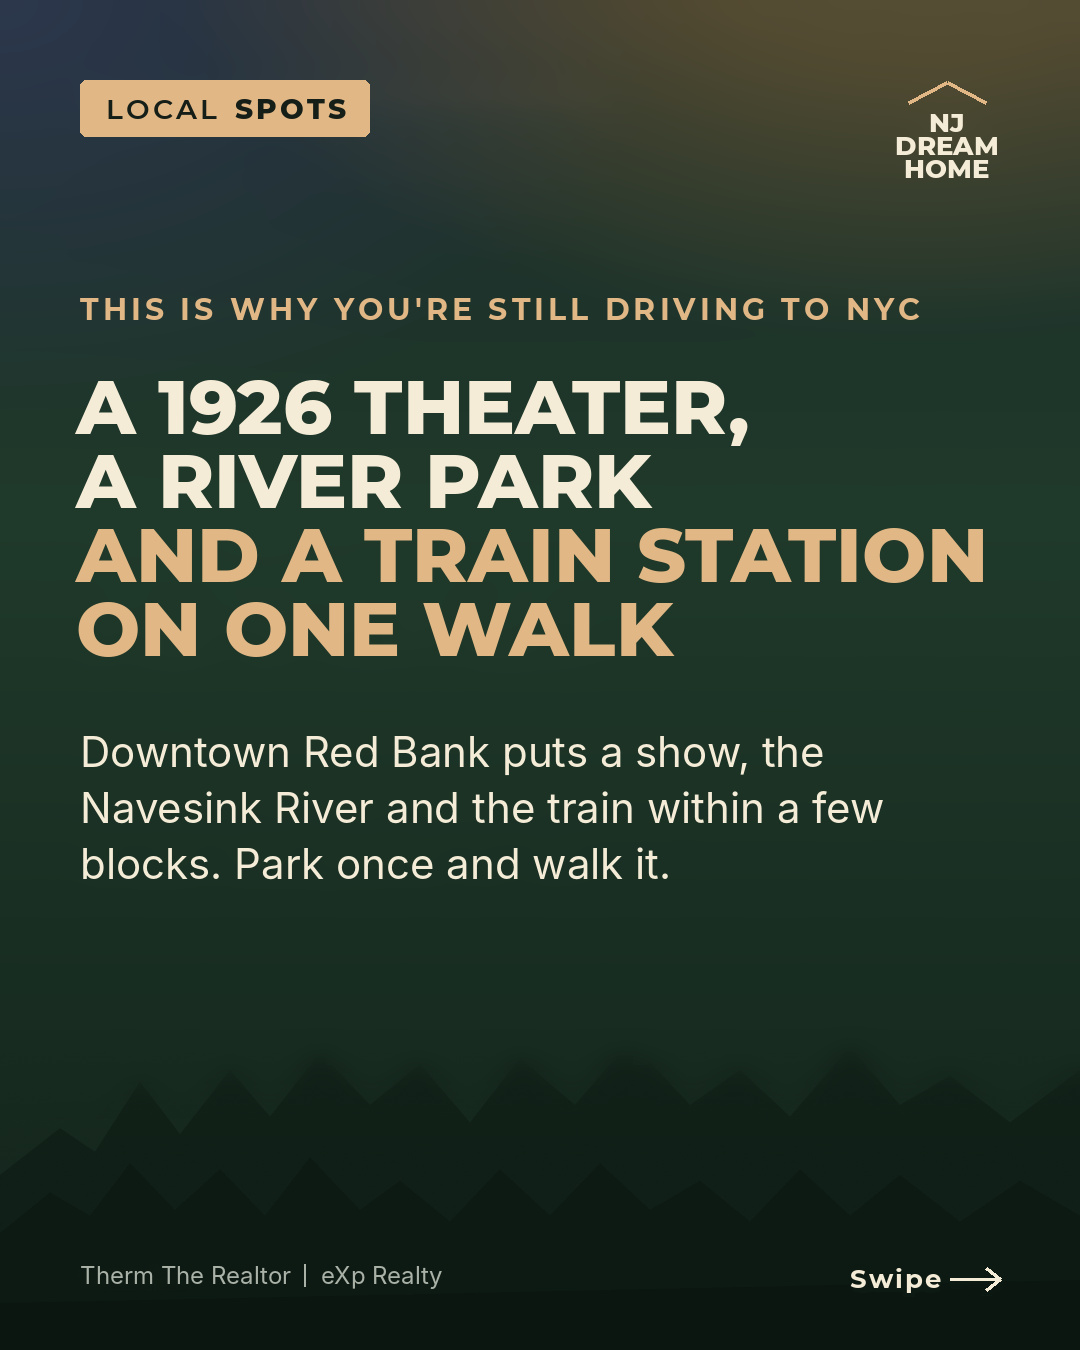 LOCAL SPOTS
NJ
DREAM
HOME
THIS IS WHY YOU'RE STILL DRIVING TO NYC
A 1926 THEATER,
A RIVER PARK
AND A TRAIN STATION
ON ONE WALK
Downtown Red Bank puts a show, the
Navesink River and the train within a few
blocks. Park once and walk it.
Therm The Realtor | eXp Realty
Swipe